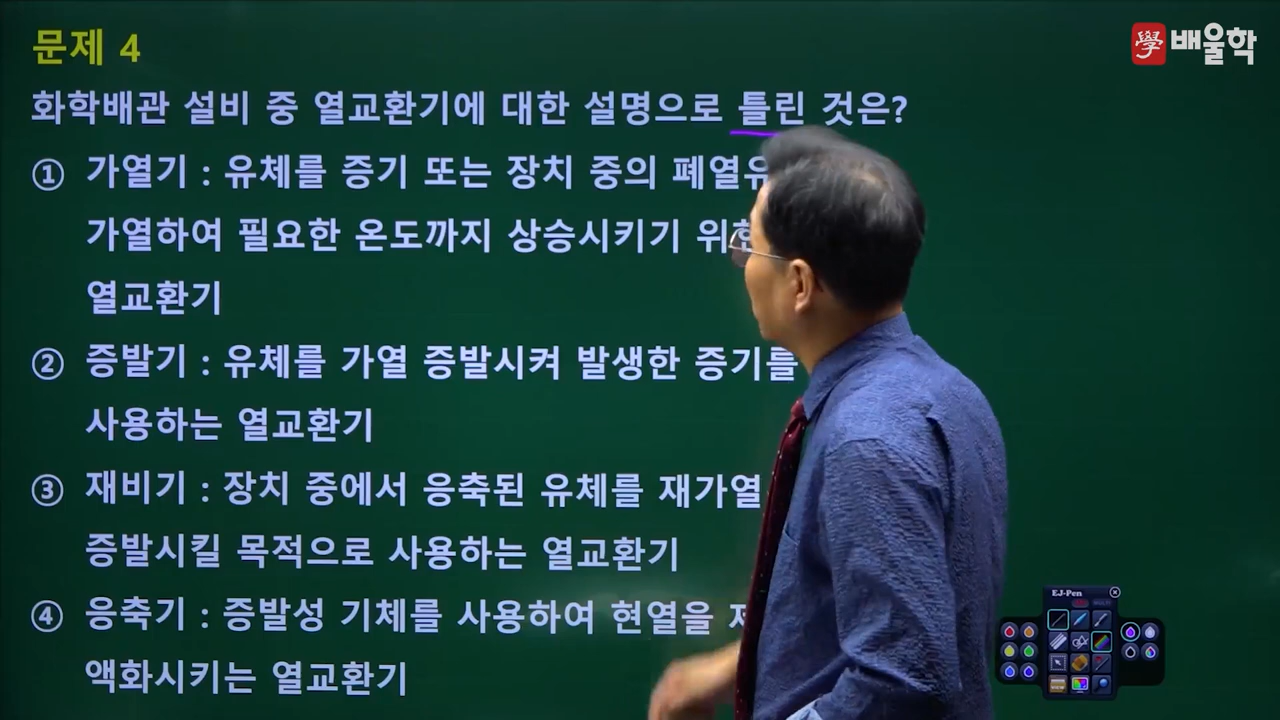 문제 4
學 배울학
화학배관 설비 중 열교환기에 대한 설명으로 틀린 것은?
① 가열기 : 유체를 증기 또는 장치 중의
가열하여 필요한 온도까지 상승시키기
열교환기
② 증발기 : 유체를 가열 증발시켜 발생한 증기를
사용하는 열교환기
③ 재비기 : 장치 중에서 응축된 유체를 재가열
증발시킬 목적으로 사용하는 열교환기
④ 응축기 : 증발성 기체를 사용하여 현열을
액화시키는 열교환기
EJ-Pen